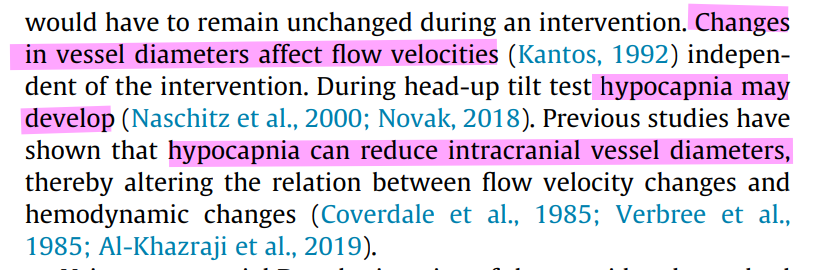 would have to remain unchanged during an intervention. Changes
in vessel diameters affect flow velocities (Kantos, 1992) indepen-
dent of the intervention. During head-up tilt test hypocapnia may
develop (Naschitz et al., 2000; Novak, 2018). Previous studies have
shown that hypocapnia can reduce intracranial vessel diameters,
thereby altering the relation between flow velocity changes and
hemodynamic changes (Coverdale et al., 1985; Verbree et al.,
1985; Al-Khazraji et al., 2019).